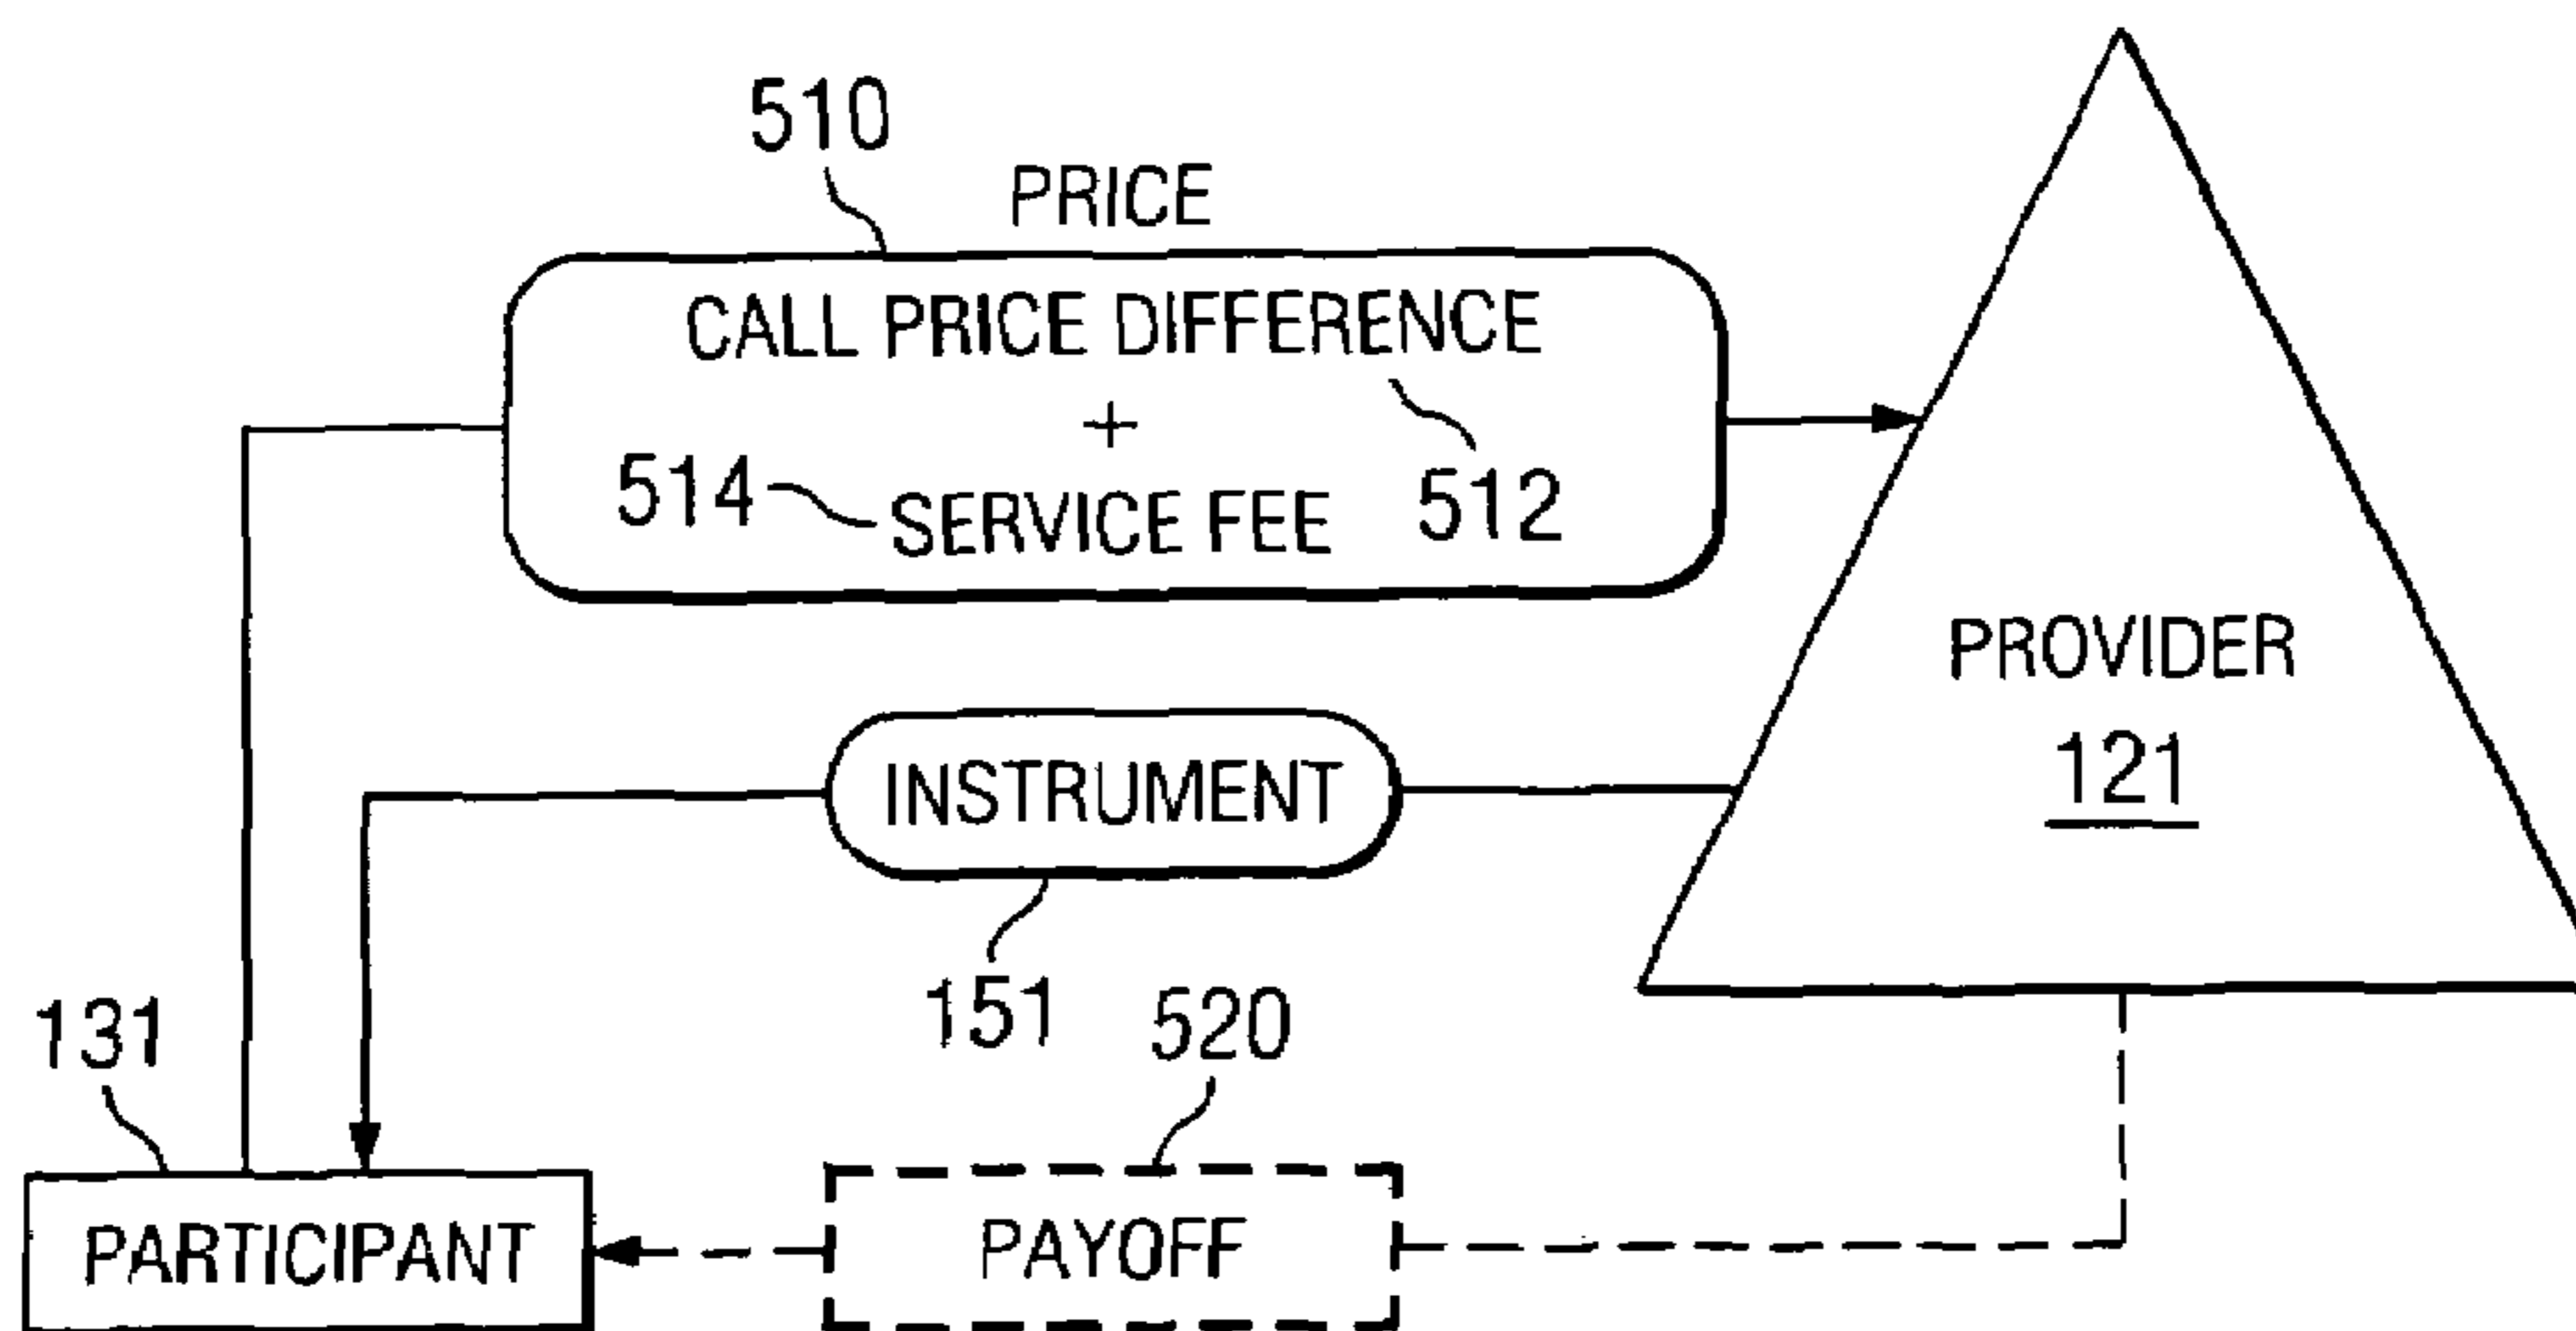 510
PRICE
CALL PRICE DIFFERENCE
+
514
SERVICE FEE
512
PROVIDER
121
INSTRUMENT
151
520
131
PARTICIPANT
PAYOFF